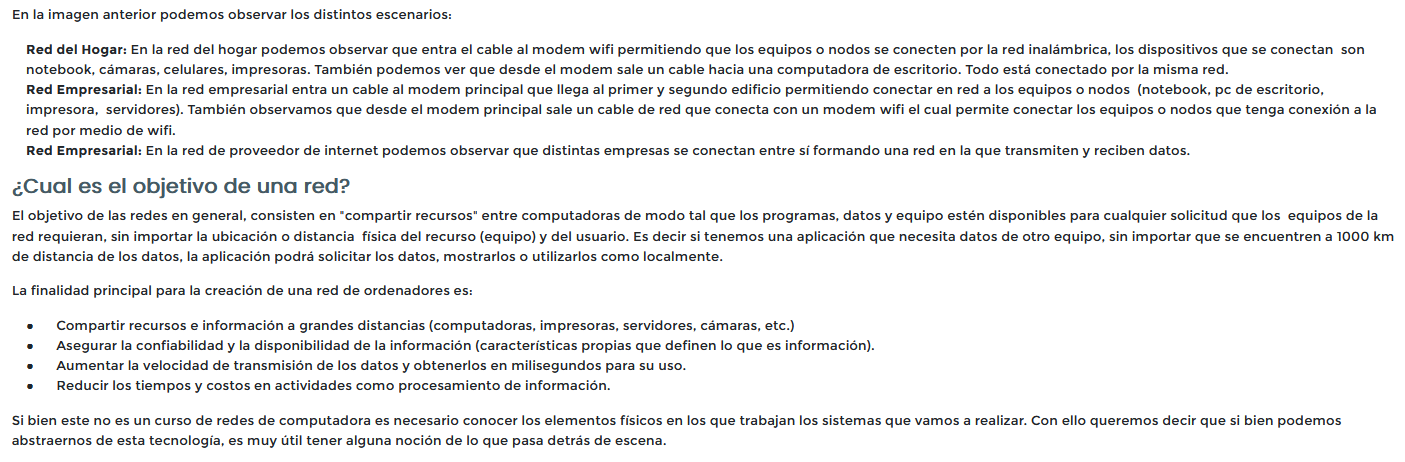 En la imagen anterior podemos observar los distintos escenarios:
Red del Hogar: En la red del hogar podemos observar que entra el cable al modem wifi permitiendo que los equipos o nodos se conecten por la red inalámbrica, los dispositivos que se conectan son
notebook, cámaras, celulares, impresoras. También podemos ver que desde el modem sale un cable hacia una computadora de escritorio. Todo está conectado por la misma red.
Red Empresarial: En la red empresarial entra un cable al modem principal que llega al primer y segundo edificio permitiendo conectar en red a los equipos o nodos (notebook, pc de escritorio,
impresora, servidores). También observamos que desde el modem principal sale un cable de red que conecta con un modem wifi el cual permite conectar los equipos o nodos que tenga conexión a la
red por medio de wifi.
Red Empresarial: En la red de proveedor de internet podemos observar que distintas empresas se conectan entre sí formando una red en la que transmiten y reciben datos.
¿Cual es el objetivo de una red?
El objetivo de las redes en general, consisten en "compartir recursos" entre computadoras de modo tal que los programas, datos y equipo estén disponibles para cualquier solicitud que los equipos de la
red requieran, sin importar la ubicación o distancia física del recurso (equipo) y del usuario. Es decir si tenemos una aplicación que necesita datos de otro equipo, sin importar que se encuentren a 1000 km
de distancia de los datos, la aplicación podrá solicitar los datos, mostrarlos o utilizarlos como localmente.
La finalidad principal para la creación de una red de ordenadores es:
● Compartir recursos e información a grandes distancias (computadoras, impresoras, servidores, cámaras, etc.)
● Asegurar la confiabilidad y la disponibilidad de la información (características propias que definen lo que es información).
● Aumentar la velocidad de transmisión de los datos y obtenerlos en milisegundos para su uso.
● Reducir los tiempos y costos en actividades como procesamiento de información.
Si bien este no es un curso de redes de computadora es necesario conocer los elementos físicos en los que trabajan los sistemas que vamos a realizar. Con ello queremos decir que si bien podemos
abstraernos de esta tecnología, es muy útil tener alguna noción de lo que pasa detrás de escena.